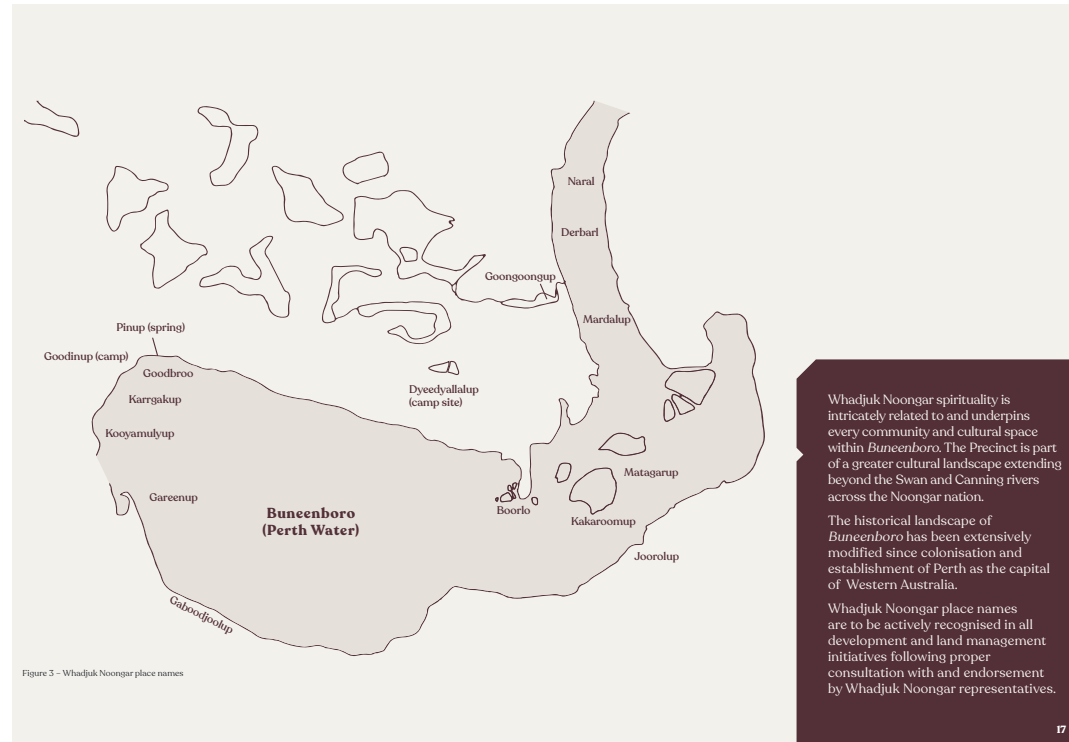 Naral
Derbarl
Goongoongup
Mardalup
Pinup (spring)
Goodinup (camp)
Goodbroo
Karrgakup
Kooyamulyup
Gareenup
Dyeedyallalup
(camp site)
Buneenboro
(Perth Water)
Boorlo
Matagarup
Kakaroomup
Joorolup
Gaboodjoolup
Figure 3 – Whadjuk Noongar place names
Whadjuk Noongar spirituality is
intricately related to and underpins
every community and cultural space
within Buneenboro. The Precinct is part
of a greater cultural landscape extending
beyond the Swan and Canning rivers
across the Noongar nation.
The historical landscape of
Buneenboro has been extensively
modified since colonisation and
establishment of Perth as the capital
of Western Australia.
Whadjuk Noongar place names
are to be actively recognised in all
development and land management
initiatives following proper
consultation with and endorsement
by Whadjuk Noongar representatives.
17